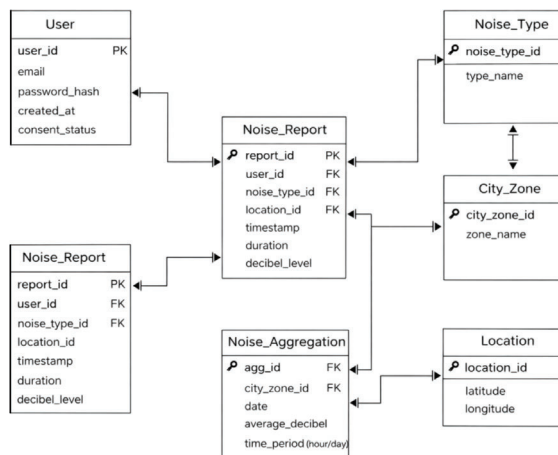 User
user_id PK
email
password_hash
created_at
consent_status
Noise_Type
noise_type_id
type_name
Noise_Report
report_id PK
user_id FK
noise_type_id FK
location_id FK
timestamp
duration
decibel_level
City_Zone
city_zone_id
zone_name
Noise_Report
report_id PK
user_id FK
noise_type_id FK
location_id
timestamp
duration
decibel_level
Noise_Aggregation
agg_id FK
city_zone_id FK
date
average_decibel
time_period (hour/day)
Location
location_id
latitude
longitude